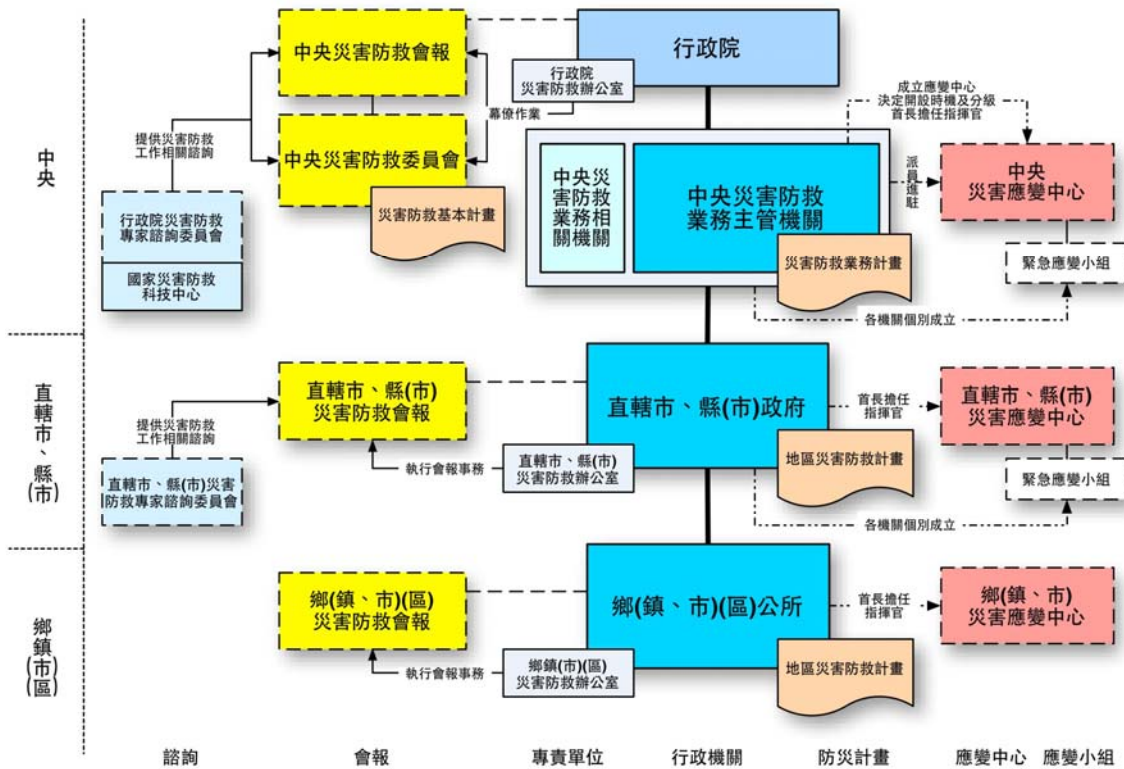 中央
直轄市、縣(市)
鄉鎮(市)(區)
中央災害防救會報
中央災害防救委員會
災害防救基本計畫
提供災害防救
工作相關諮詢
行政院災害防救
專家諮詢委員會
國家災害防救
科技中心
行政院
行政院
災害防救辦公室
幕僚作業
中央災
害防救
業務相
關機關
中央災害防救
業務主管機關
災害防救業務計畫
成立應變中心
決定開設時機及分級
首長擔任指揮官
派員進駐
中央
災害應變中心
緊急應變小組
各機關個別成立
直轄市、縣(市)
災害防救會報
提供災害防救
工作相關諮詢
直轄市、縣(市)災害
防救專家諮詢委員會
執行會報事務
直轄市、縣(市)政府
直轄市、縣(市)
災害防救辦公室
地區災害防救計畫
首長擔任
指揮官
直轄市、縣(市)
災害應變中心
緊急應變小組
各機關個別成立
鄉(鎮、市)(區)
災害防救會報
執行會報事務
鄉(鎮、市)(區)公所
鄉鎮(市)(區)
災害防救辦公室
地區災害防救計畫
首長擔任
指揮官
鄉(鎮、市)
災害應變中心
諮詢 會報 專責單位 行政機關 防災計畫 應變中心 應變小組